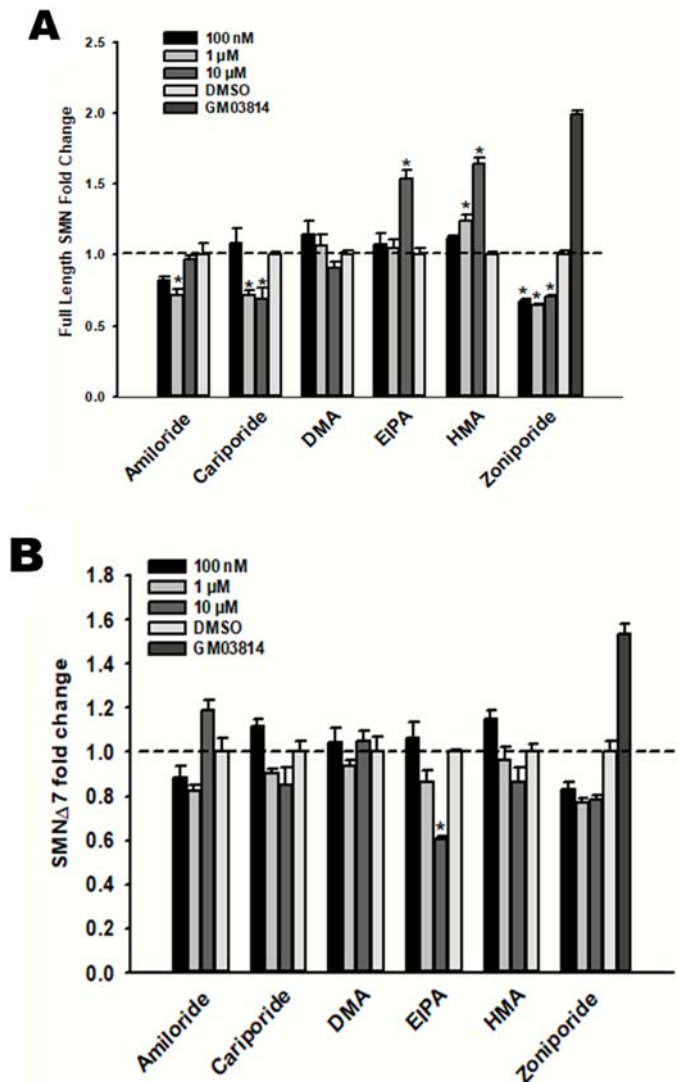 A
2.5
2.0
1.5
1.0
0.5
0.0
Full Length SMN Fold Change
100 nM
1 µM
10 µM
DMSO
GM03814
* * * * * * * * *
Amiloride
Cariporide
DMA
EIPA
HMA
Zoniporide
B
1.8
1.6
1.4
1.2
1.0
0.8
0.6
0.4
0.2
0.0
SMNΔ7 fold change
100 nM
1 µM
10 µM
DMSO
GM03814
*
Amiloride
Cariporide
DMA
EIPA
HMA
Zoniporide